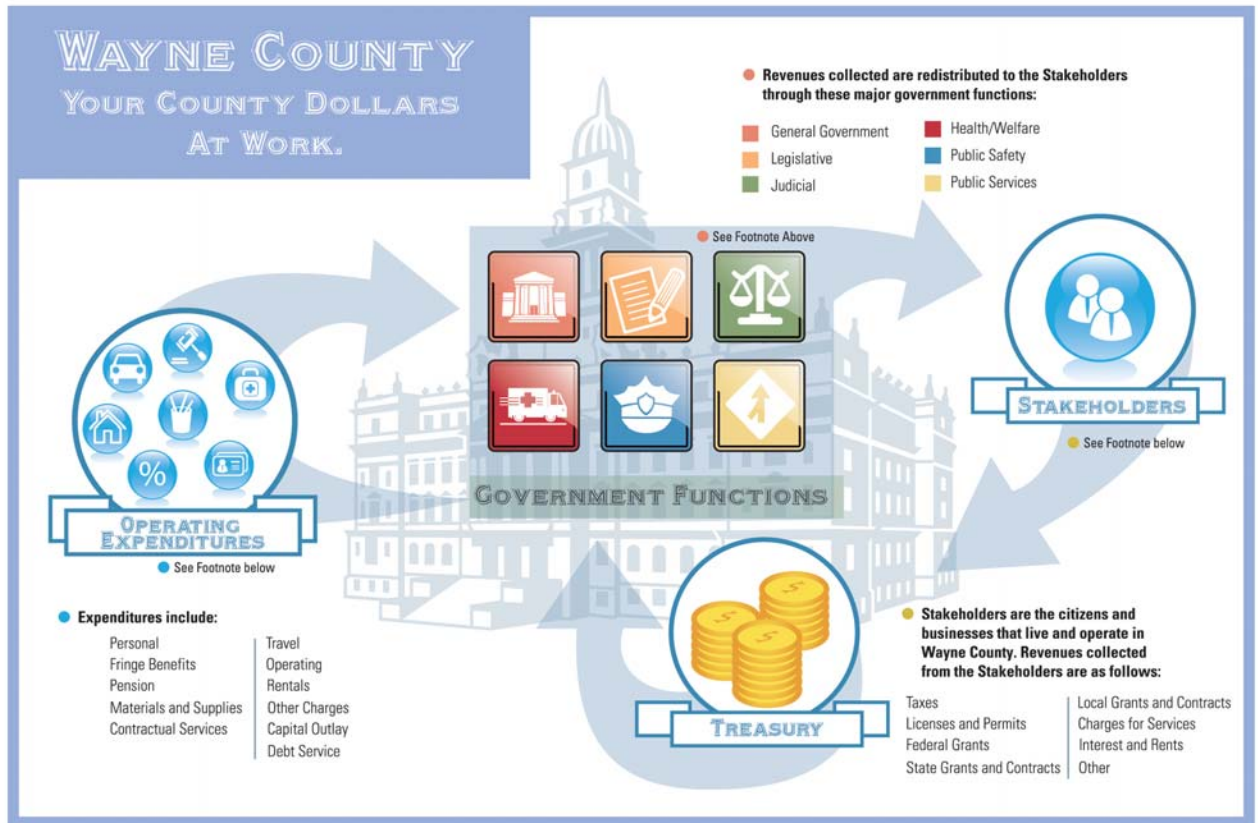 WAYNE COUNTY
YOUR COUNTY DOLLARS
AT WORK.
Revenues collected are redistributed to the Stakeholders
through these major government functions:
General Government
Legislative
Judicial
Health/Welfare
Public Safety
Public Services
See Footnote Above
STAKEHOLDERS
See Footnote below
GOVERNMENT FUNCTIONS
%
OPERATING
EXPENDITURES
See Footnote below
Expenditures include:
Personal
Fringe Benefits
Pension
Materials and Supplies
Contractual Services
Travel
Operating
Rentals
Other Charges
Capital Outlay
Debt Service
$
$
$
TREASURY
Stakeholders are the citizens and
businesses that live and operate in
Wayne County. Revenues collected
from the Stakeholders are as follows:
Taxes
Licenses and Permits
Federal Grants
State Grants and Contracts
Local Grants and Contracts
Charges for Services
Interest and Rents
Other